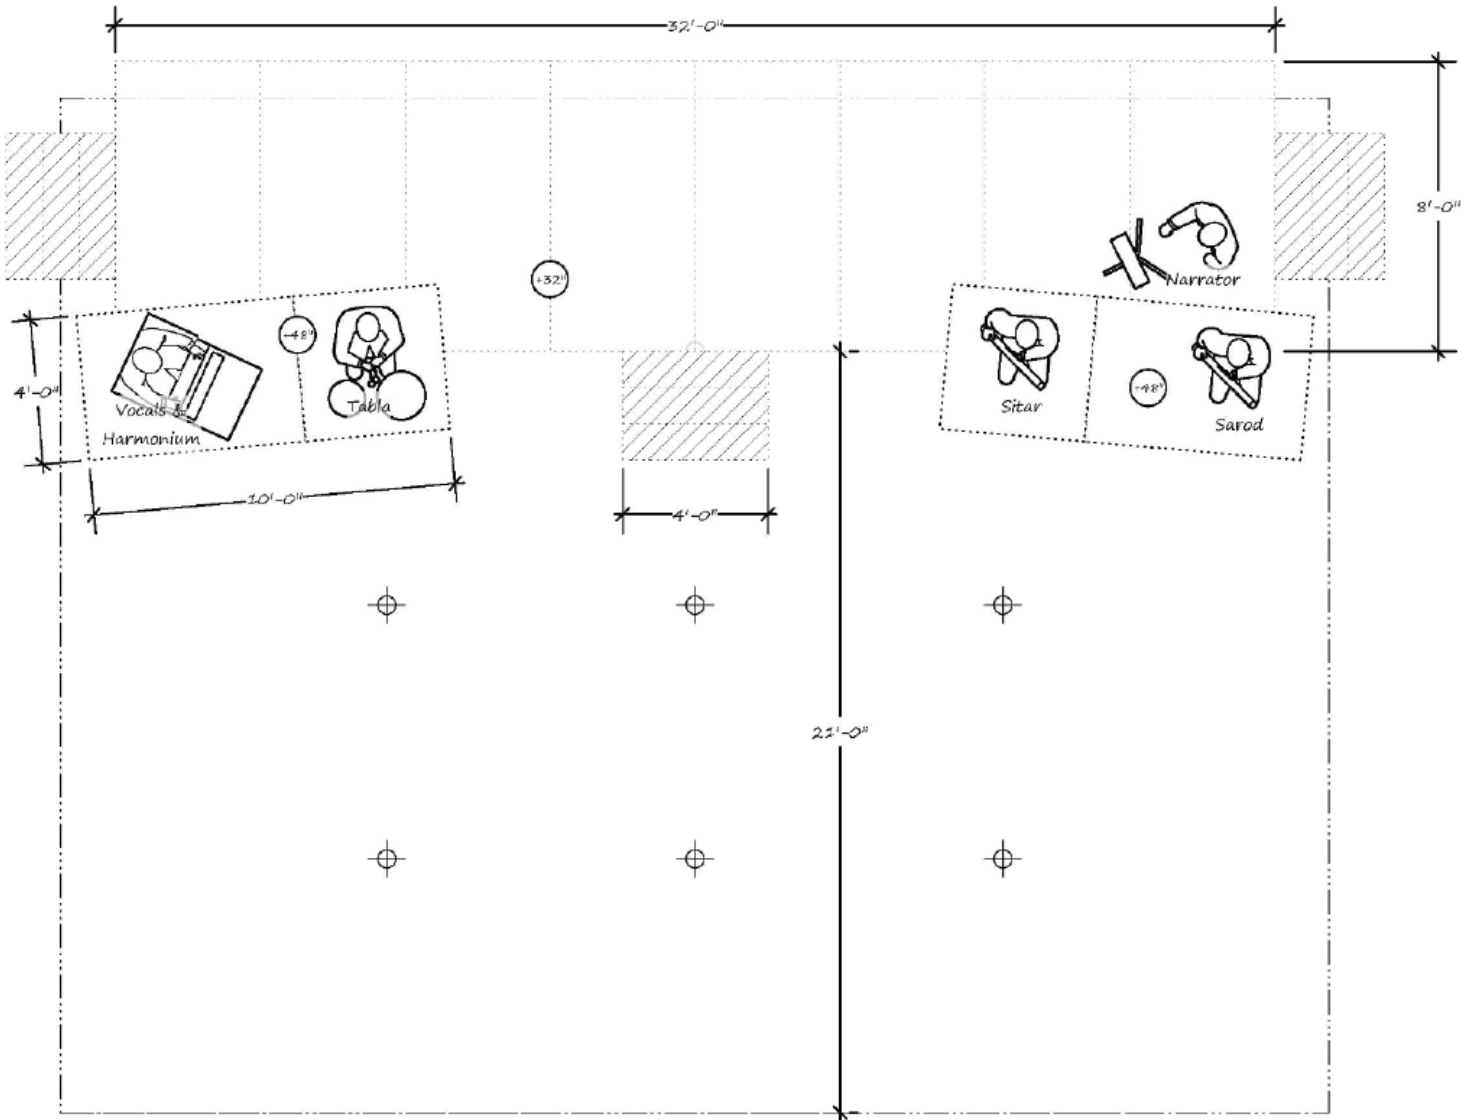 32'-0"
8'-0"
+32"
Narrator
+48"
4'-0"
Vocals &
Harmonium
Tabla
Sitar
+48"
Sarod
10'-0"
4'-0"
21'-0"